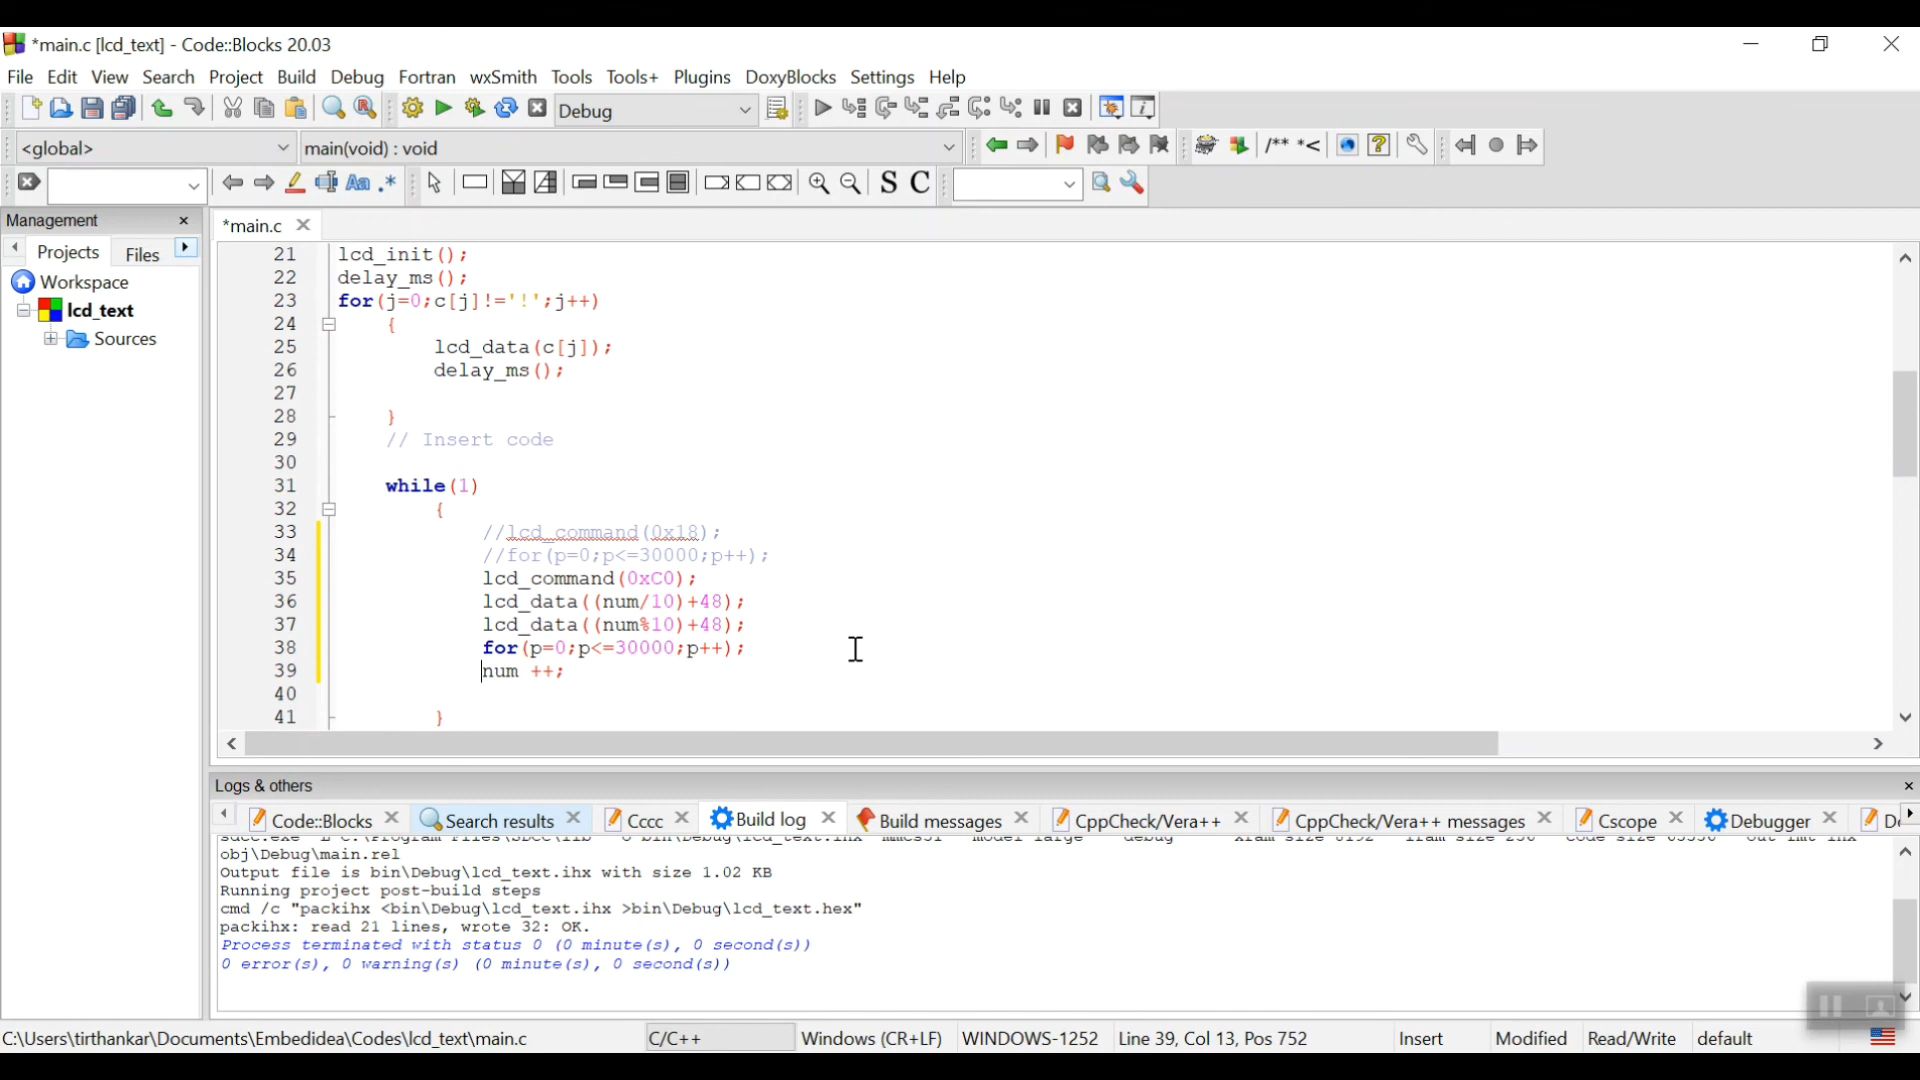 *main.c [lcd_text] - Code::Blocks 20.03
File Edit View Search Project Build Debug Fortran wxSmith Tools Tools+ Plugins DoxyBlocks Settings Help
Debug
<global> main(void) : void /** *<
Aa .* S C
Management
*main.c
Projects Files
Workspace
lcd_text
Sources
21 lcd_init();
22 delay_ms();
23 for(j=0;c[j]!='!';j++)
24 {
25 lcd_data(c[j]);
26 delay_ms();
27
28 }
29 // Insert code
30
31 while(1)
32 {
33 //lcd_command(0x18);
34 //for(p=0;p<=30000;p++);
35 lcd_command(0xC0);
36 lcd_data((num/10)+48);
37 lcd_data((num%10)+48);
38 for(p=0;p<=30000;p++);
39 num ++;
40
41 }
Logs & others
Code::Blocks Search results Cccc Build log Build messages CppCheck/Vera++ CppCheck/Vera++ messages Cscope Debugger
obj\Debug\main.rel
Output file is bin\Debug\lcd_text.ihx with size 1.02 KB
Running project post-build steps
cmd /c "packihx <bin\Debug\lcd_text.ihx >bin\Debug\lcd_text.hex"
packihx: read 21 lines, wrote 32: OK.
Process terminated with status 0 (0 minute(s), 0 second(s))
0 error(s), 0 warning(s) (0 minute(s), 0 second(s))
C:\Users\tirthankar\Documents\Embedidea\Codes\lcd_text\main.c C/C++ Windows (CR+LF) WINDOWS-1252 Line 39, Col 13, Pos 752 Insert Modified Read/Write default